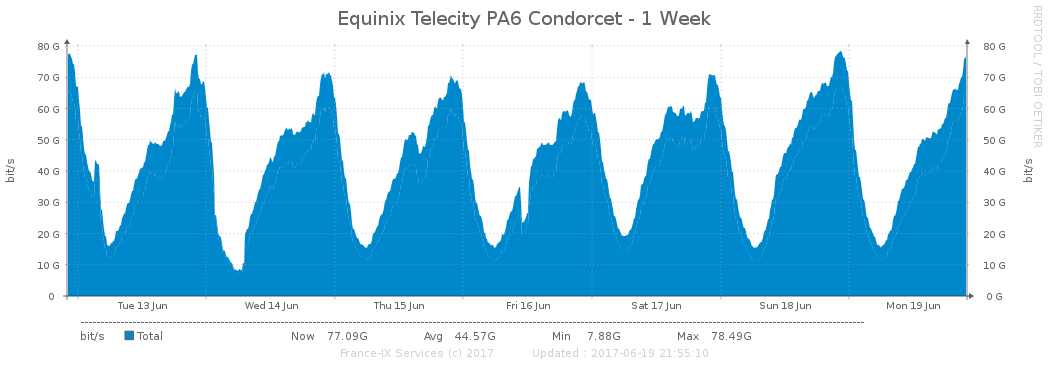 Equinix Telecity PA6 Condorcet - 1 Week
RRDTOOL / TOBI OETIKER
80 G 80 G
70 G 70 G
60 G 60 G
50 G 50 G
40 G 40 G
30 G 30 G
20 G 20 G
10 G 10 G
0 0 G
bit/s bit/s
Tue 13 Jun Wed 14 Jun Thu 15 Jun Fri 16 Jun Sat 17 Jun Sun 18 Jun Mon 19 Jun
bit/s Total Now 77.09G Avg 44.57G Min 7.88G Max 78.49G
France-IX Services (c) 2017 Updated : 2017-06-19 21:55:10